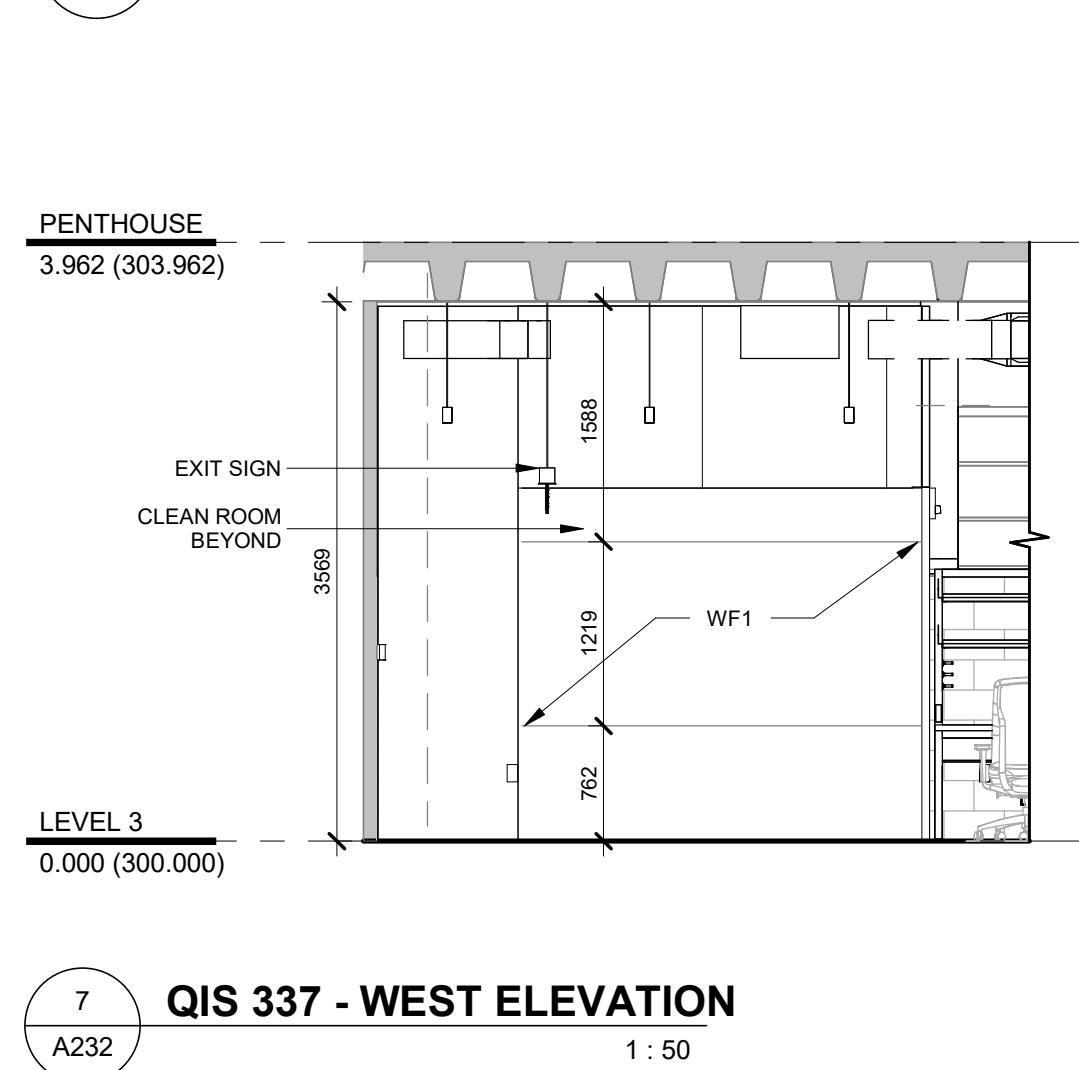 PENTHOUSE
3.962 (303.962)
1588
EXIT SIGN
CLEAN ROOM
BEYOND
3569
1219
WF1
762
LEVEL 3
0.000 (300.000)
7
QIS 337 - WEST ELEVATION
A232
1 : 50